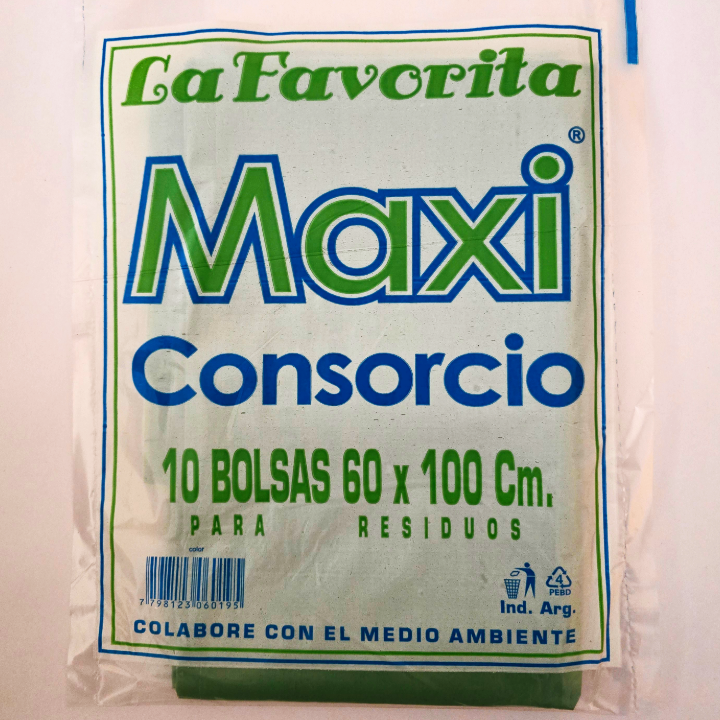 La Favorita
Maxi®
Consorcio
10 BOLSAS 60 x 100 Cm.
PARA RESIDUOS
color
7 798123 060195
4
PEBD
Ind. Arg.
COLABORE CON EL MEDIO AMBIENTE